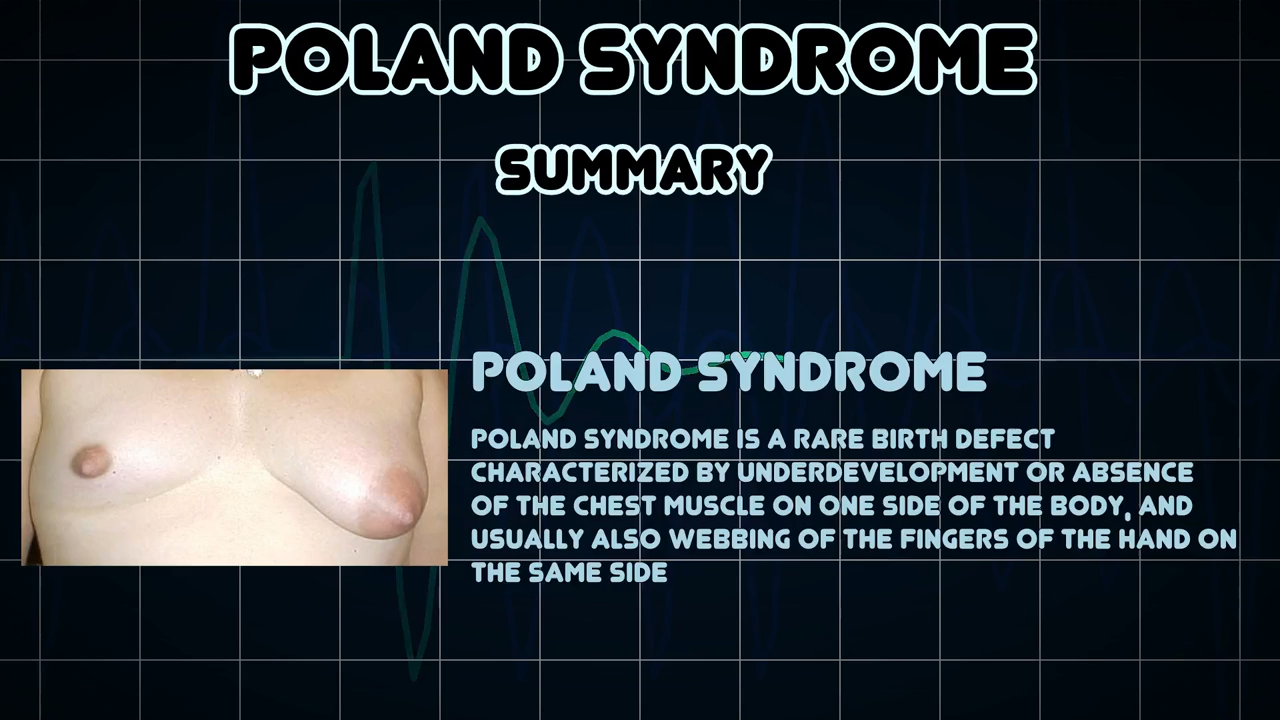 POLAND SYNDROME
SUMMARY
POLAND SYNDROME
POLAND SYNDROME IS A RARE BIRTH DEFECT
CHARACTERIZED BY UNDERDEVELOPMENT OR ABSENCE
OF THE CHEST MUSCLE ON ONE SIDE OF THE BODY, AND
USUALLY ALSO WEBBING OF THE FINGERS OF THE HAND ON
THE SAME SIDE